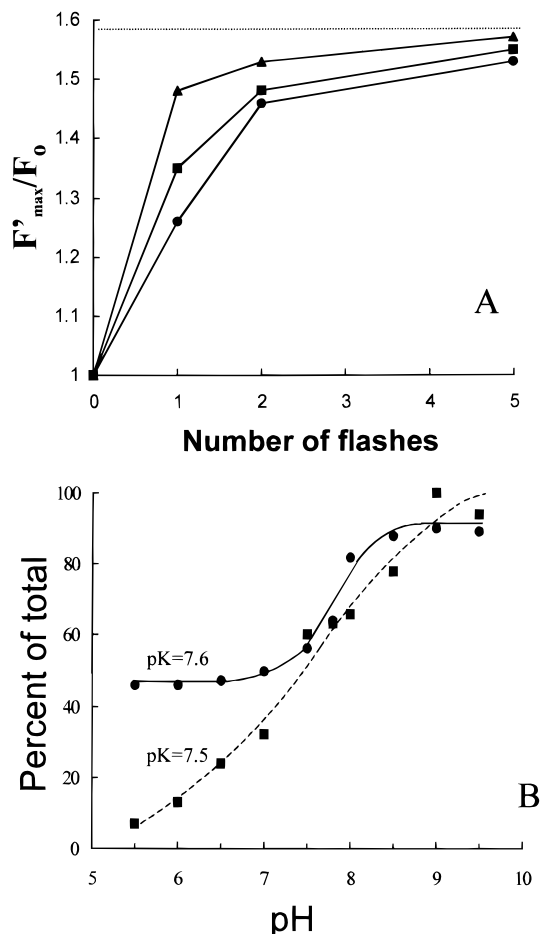 1.6
1.5
1.4
1.3
1.2
1.1
1
F'max/Fo
A
0 1 2 3 4 5
Number of flashes
100
80
60
40
20
0
Percent of total
pK=7.6
pK=7.5
B
5 6 7 8 9 10
pH